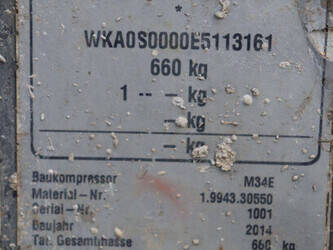 *
WKA0S0000E5113161
660 kg
1 -- – kg
– kg
– kg
Baukompressor M34E
Material-Nr. 1.9943.30550
Serial-Nr. 1001
Baujahr 2014
Tat. Gesamtmasse 660 kg